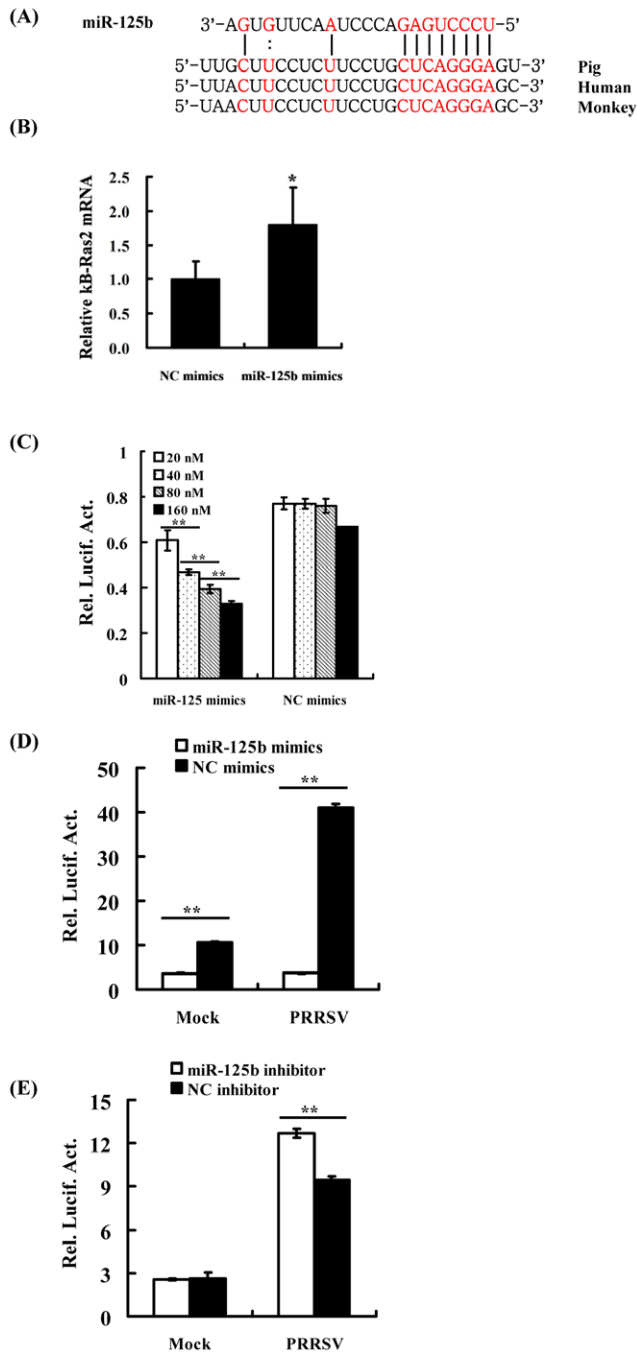 (A)
miR-125b 3'-AGUGUUCAAUCCCAGAGUCCCU-5'
:
5'-UUGCUUCCUCUUCCUGCUCAGGGAGU-3' Pig
5'-UUACUUCCUCUUCCUGCUCAGGGAGC-3' Human
5'-UAACUUCCUCUUCCUGCUCAGGGAGC-3' Monkey
(B)
Relative kB-Ras2 mRNA
2.5
2.0
1.5
1.0
0.5
0.0
*
NC mimics miR-125b mimics
(C)
Rel. Lucif. Act.
1
0.8
0.6
0.4
0.2
0
20 nM
40 nM
80 nM
160 nM
**
**
**
miR-125 mimics NC mimics
(D)
miR-125b mimics
NC mimics
Rel. Lucif. Act.
50
40
30
20
10
0
**
**
Mock PRRSV
(E)
miR-125b inhibitor
NC inhibitor
Rel. Lucif. Act.
15
12
9
6
3
0
**
Mock PRRSV